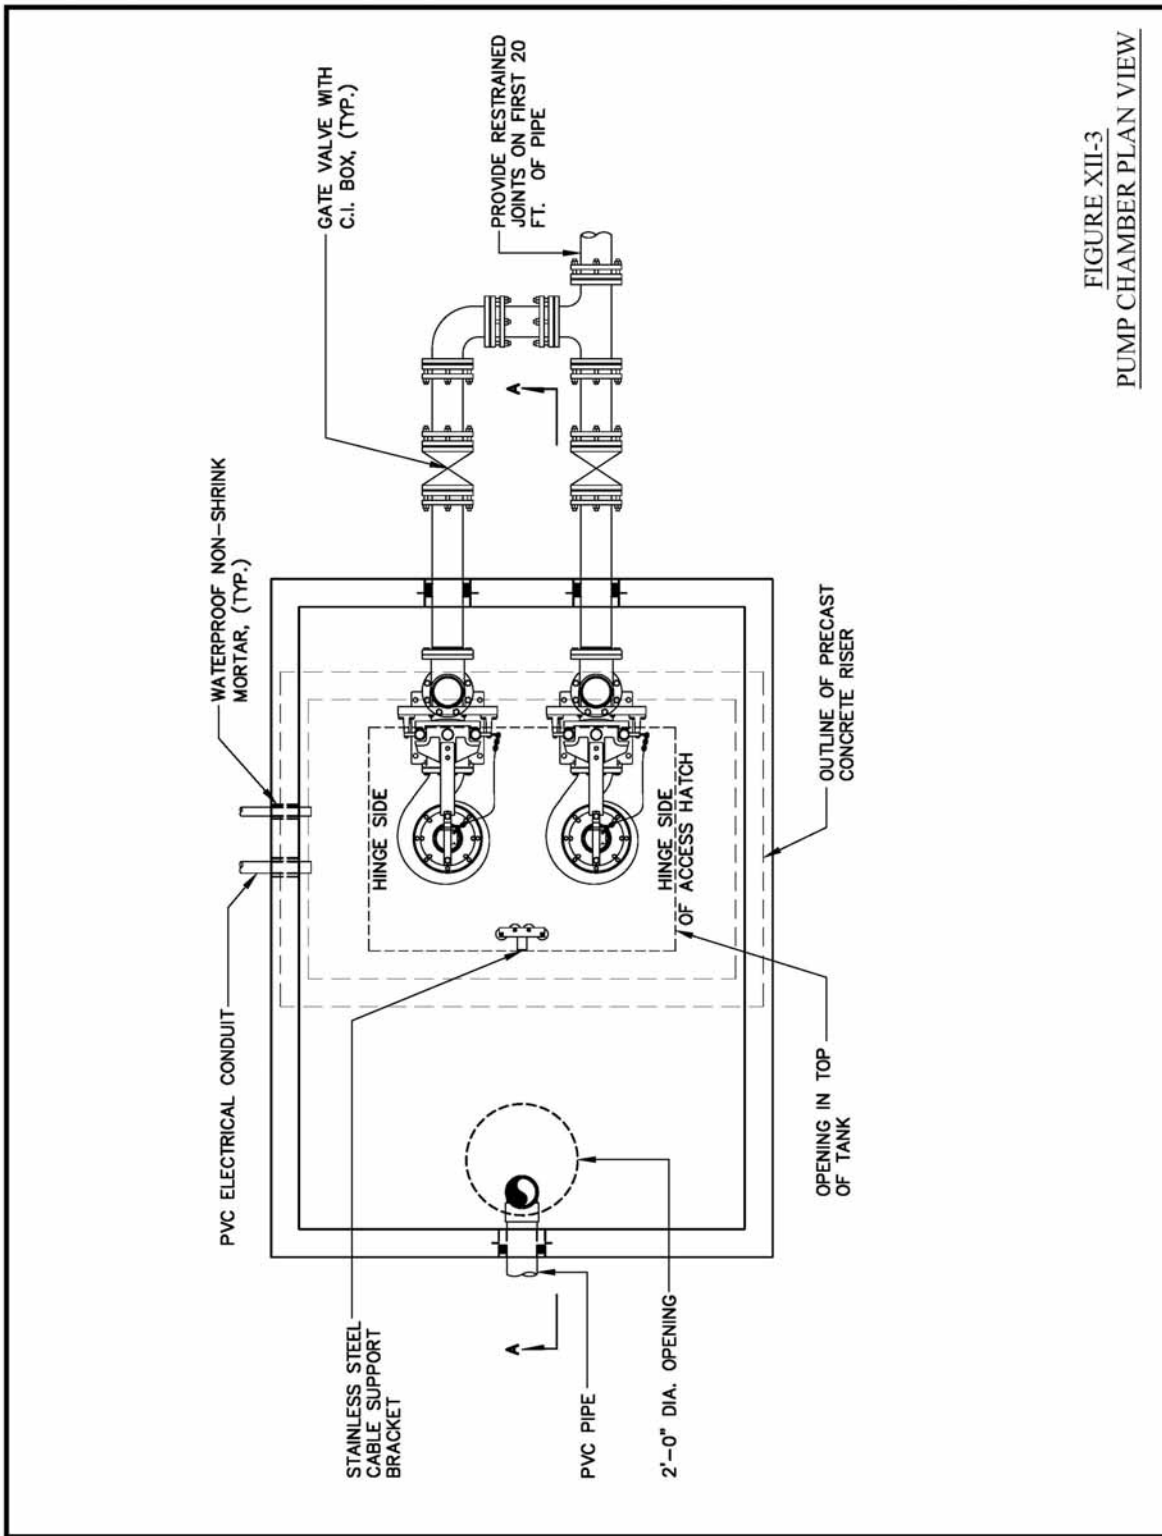 STAINLESS STEEL
CABLE SUPPORT
BRACKET
PVC ELECTRICAL CONDUIT
WATERPROOF NON-SHRINK
MORTAR, (TYP.)
GATE VALVE WITH
C.I. BOX, (TYP.)
PROVIDE RESTRAINED
JOINTS ON FIRST 20
FT. OF PIPE
HINGE SIDE
A
A
PVC PIPE
HINGE SIDE
OF ACCESS HATCH
2'-0" DIA. OPENING
OPENING IN TOP
OF TANK
OUTLINE OF PRECAST
CONCRETE RISER
FIGURE XII-3
PUMP CHAMBER PLAN VIEW